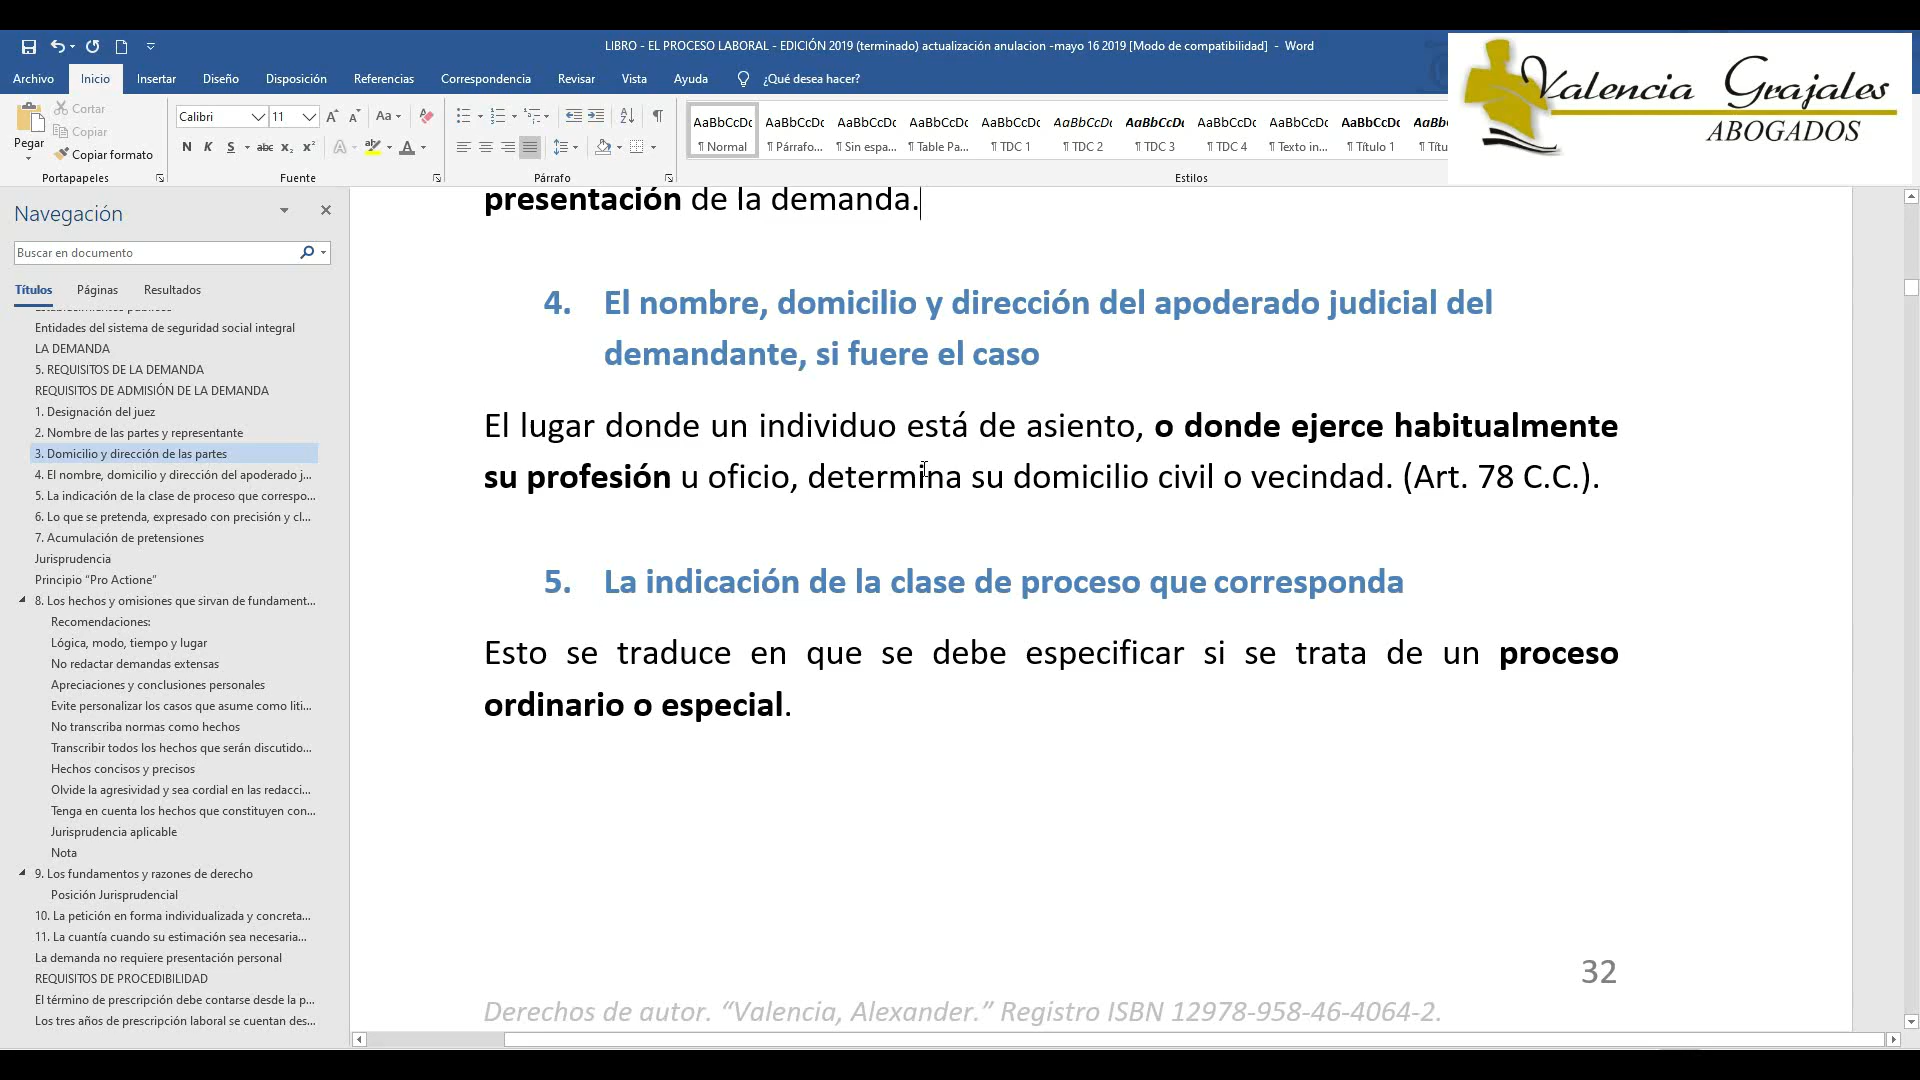 LIBRO - EL PROCESO LABORAL - EDICIÓN 2019 (terminado) actualización anulacion -mayo 16 2019 [Modo de compatibilidad] - Word
Valencia Grajales
ABOGADOS
Archivo Inicio Insertar Diseño Disposición Referencias Correspondencia Revisar Vista Ayuda ¿Qué desea hacer?
Pegar
Cortar
Copiar
Copiar formato
Portapapeles
Calibri 11
N K S abc x₂ x²
Fuente
Párrafo
AaBbCcDc AaBbCcDc AaBbCcDc AaBbCcDc AaBbCcDc AaBbCcDc AaBbCcDc AaBbCcDc AaBbCcDc AaBbCcDc AaBb
¶ Normal ¶ Párrafo... ¶ Sin espa... ¶ Table Pa... ¶ TDC 1 ¶ TDC 2 ¶ TDC 3 ¶ TDC 4 ¶ Texto in... ¶ Título 1 ¶ Títu
Estilos
Navegación
Buscar en documento
Títulos Páginas Resultados
Entidades del sistema de seguridad social integral
LA DEMANDA
5. REQUISITOS DE LA DEMANDA
REQUISITOS DE ADMISIÓN DE LA DEMANDA
1. Designación del juez
2. Nombre de las partes y representante
3. Domicilio y dirección de las partes
4. El nombre, domicilio y dirección del apoderado j...
5. La indicación de la clase de proceso que correspo...
6. Lo que se pretenda, expresado con precisión y cl...
7. Acumulación de pretensiones
Jurisprudencia
Principio “Pro Actione”
8. Los hechos y omisiones que sirvan de fundament...
Recomendaciones:
Lógica, modo, tiempo y lugar
No redactar demandas extensas
Apreciaciones y conclusiones personales
Evite personalizar los casos que asume como liti...
No transcriba normas como hechos
Transcribir todos los hechos que serán discutido...
Hechos concisos y precisos
Olvide la agresividad y sea cordial en las redacci...
Tenga en cuenta los hechos que constituyen con...
Jurisprudencia aplicable
Nota
9. Los fundamentos y razones de derecho
Posición Jurisprudencial
10. La petición en forma individualizada y concreta...
11. La cuantía cuando su estimación sea necesaria...
La demanda no requiere presentación personal
REQUISITOS DE PROCEDIBILIDAD
El término de prescripción debe contarse desde la p...
Los tres años de prescripción laboral se cuentan des...
presentación de la demanda.
4. El nombre, domicilio y dirección del apoderado judicial del
demandante, si fuere el caso
El lugar donde un individuo está de asiento, o donde ejerce habitualmente
su profesión u oficio, determina su domicilio civil o vecindad. (Art. 78 C.C.).
5. La indicación de la clase de proceso que corresponda
Esto se traduce en que se debe especificar si se trata de un proceso
ordinario o especial.
32
Derechos de autor. “Valencia, Alexander.” Registro ISBN 12978-958-46-4064-2.